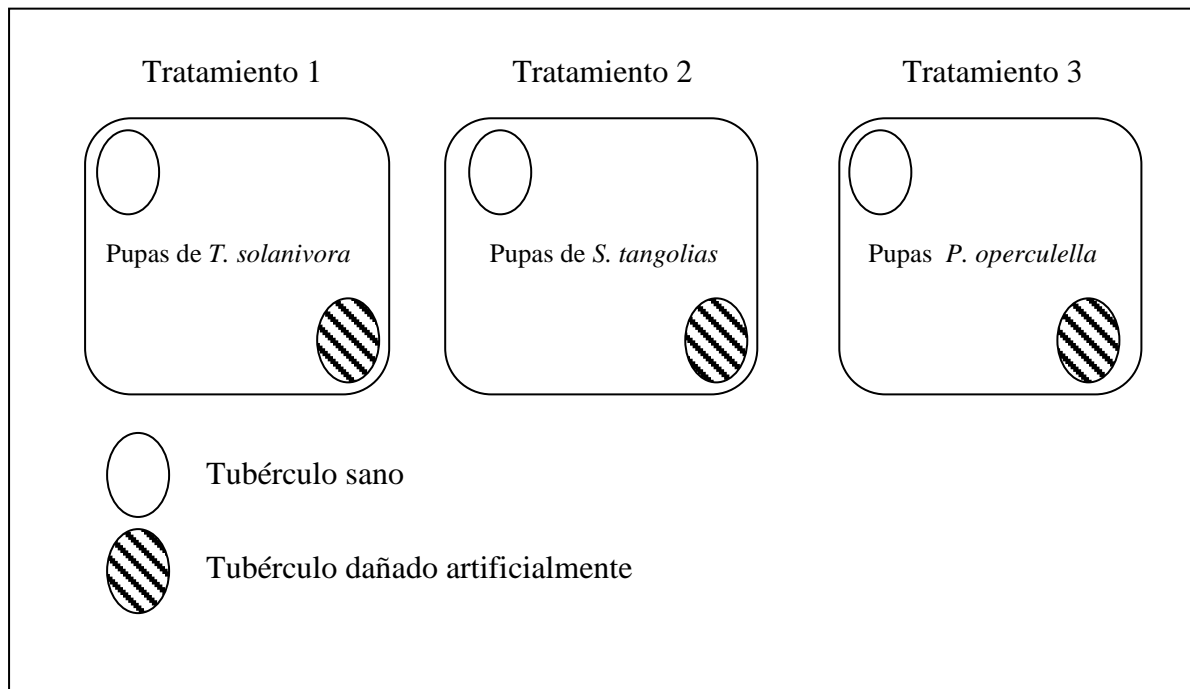 Tratamiento 1
Tratamiento 2
Tratamiento 3
Pupas de T. solanivora
Pupas de S. tangolias
Pupas P. operculella
Tubérculo sano
Tubérculo dañado artificialmente